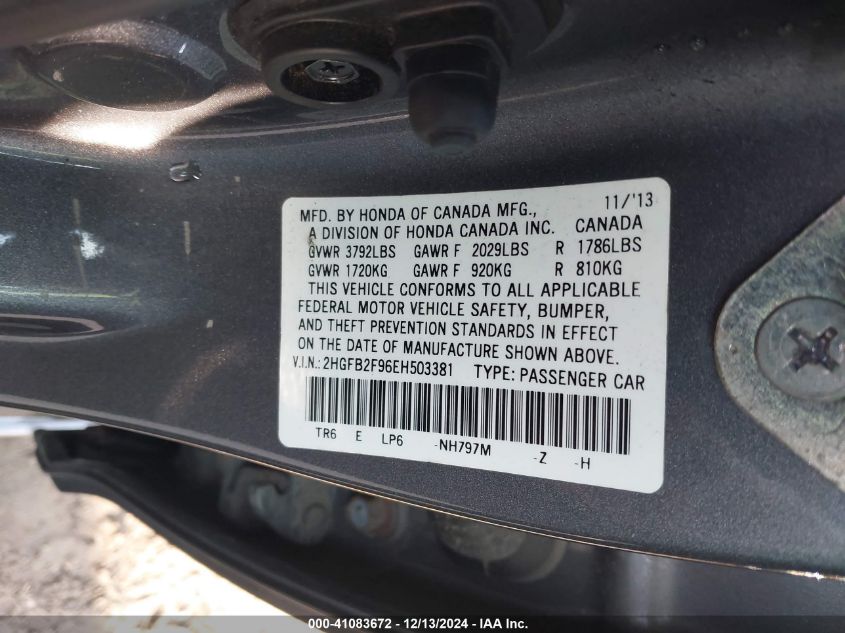 11/'13
MFD. BY HONDA OF CANADA MFG.,
A DIVISION OF HONDA CANADA INC. CANADA
GVWR 3792LBS GAWR F 2029LBS R 1786LBS
GVWR 1720KG GAWR F 920KG R 810KG
THIS VEHICLE CONFORMS TO ALL APPLICABLE
FEDERAL MOTOR VEHICLE SAFETY, BUMPER,
AND THEFT PREVENTION STANDARDS IN EFFECT
ON THE DATE OF MANUFACTURE SHOWN ABOVE.
V.I.N.: 2HGFB2F96EH503381 TYPE: PASSENGER CAR
TR6 E LP6 -NH797M -Z -H
000-41083672 - 12/13/2024 - IAA Inc.